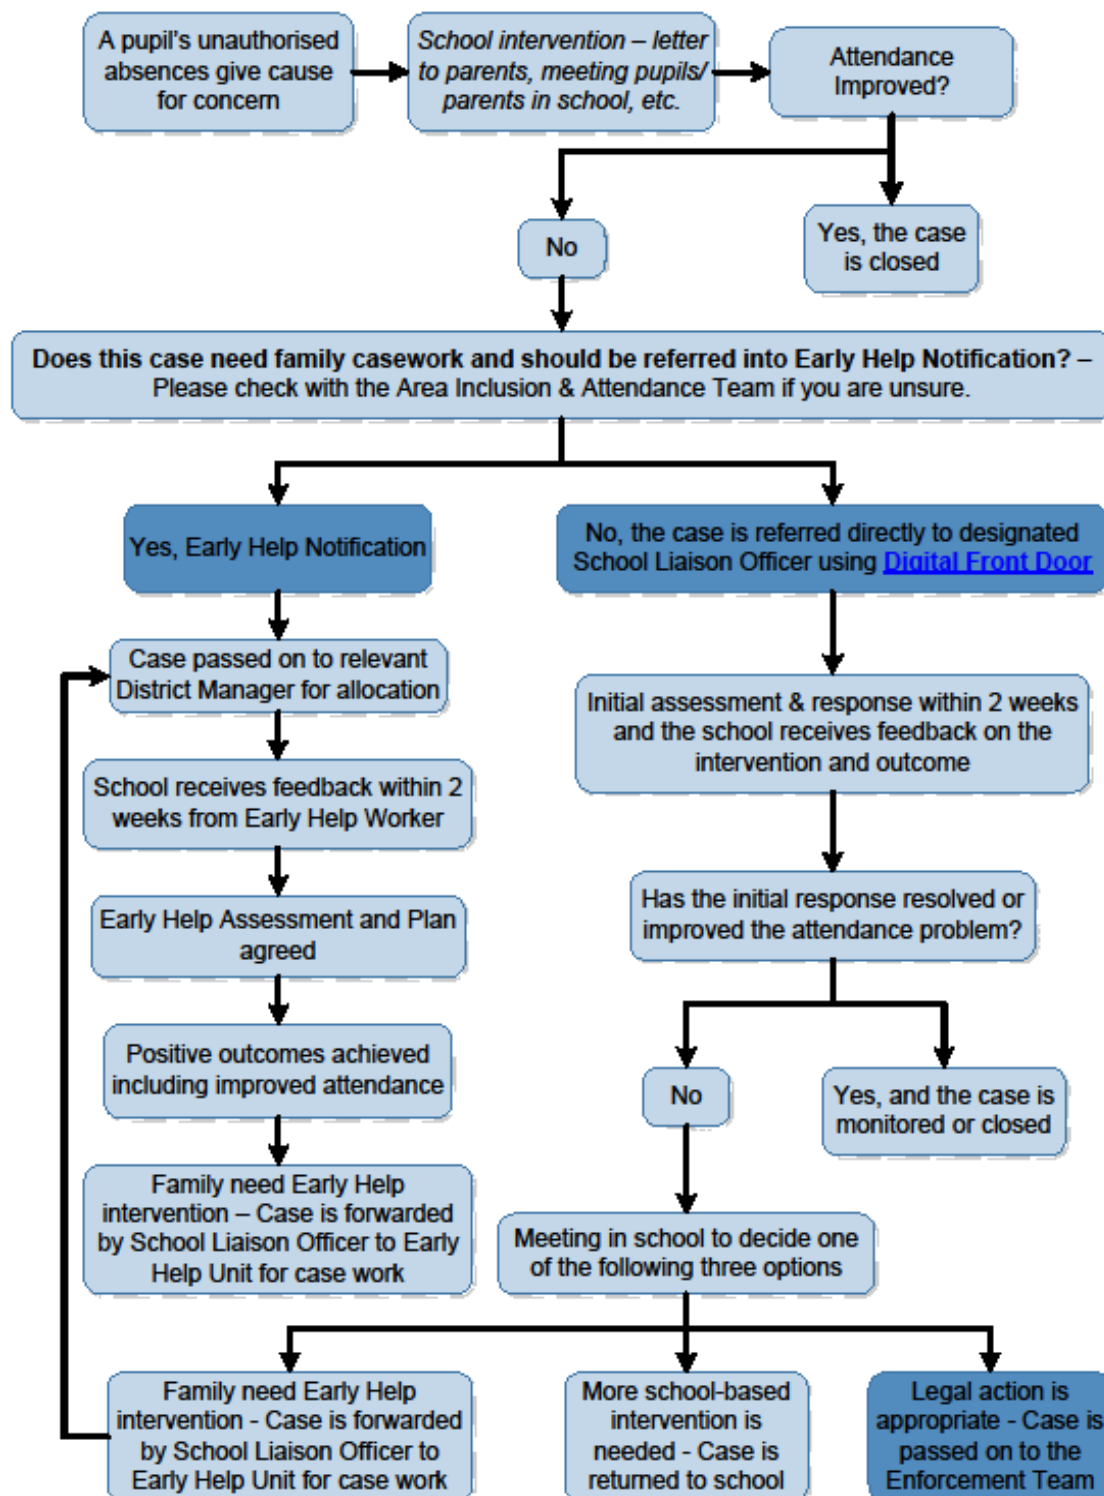 A pupil's unauthorised
absences give cause
for concern
School intervention – letter
to parents, meeting pupils/
parents in school, etc.
Attendance
Improved?
No
Yes, the case
is closed
Does this case need family casework and should be referred into Early Help Notification? –
Please check with the Area Inclusion & Attendance Team if you are unsure.
Yes, Early Help Notification
No, the case is referred directly to designated
School Liaison Officer using Digital Front Door
Case passed on to relevant
District Manager for allocation
School receives feedback within 2
weeks from Early Help Worker
Early Help Assessment and Plan
agreed
Positive outcomes achieved
including improved attendance
Family need Early Help
intervention – Case is forwarded
by School Liaison Officer to Early
Help Unit for case work
Initial assessment & response within 2 weeks
and the school receives feedback on the
intervention and outcome
Has the initial response resolved or
improved the attendance problem?
No
Yes, and the case is
monitored or closed
Meeting in school to decide one
of the following three options
Family need Early Help
intervention - Case is forwarded
by School Liaison Officer to
Early Help Unit for case work
More school-based
intervention is
needed - Case is
returned to school
Legal action is
appropriate - Case is
passed on to the
Enforcement Team